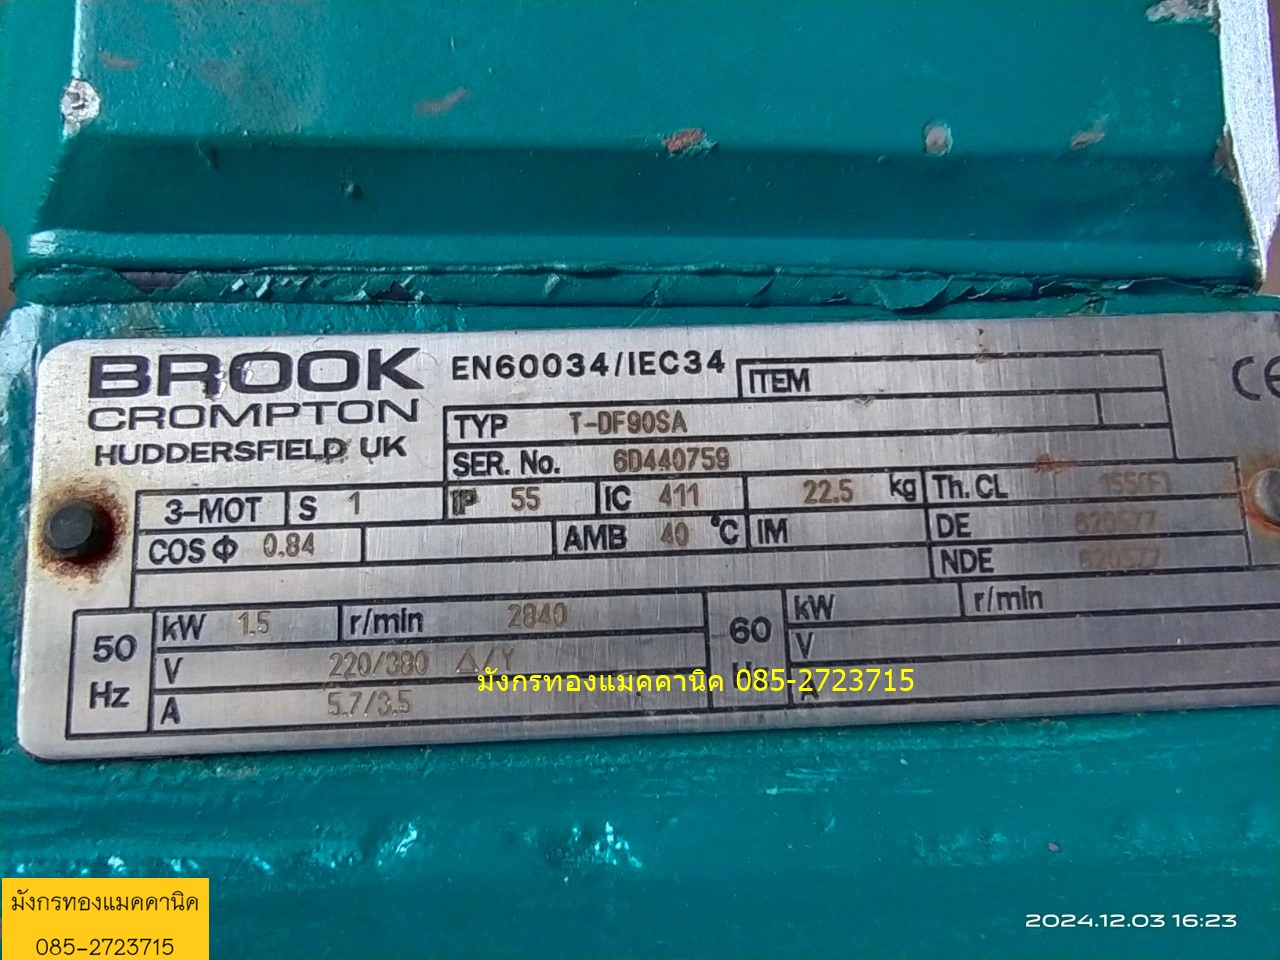 BROOK
CROMPTON
HUDDERSFIELD UK
EN60034/IEC34
ITEM
TYP T-DF90SA
SER. No. 6D440759
3-MOT S 1 IP 55 IC 411 22.5 kg Th. CL 155(F)
COS Φ 0.84 AMB 40 °C IM DE
NDE
50 Hz
kW 1.5 r/min 2840
V 220/380 Δ/Y
A 5.7/3.5
60
kW r/min
V
A
CE
มังกรทองแมคคานิค 085-2723715
มังกรทองแมคคานิค
085-2723715
2024.12.03 16:23